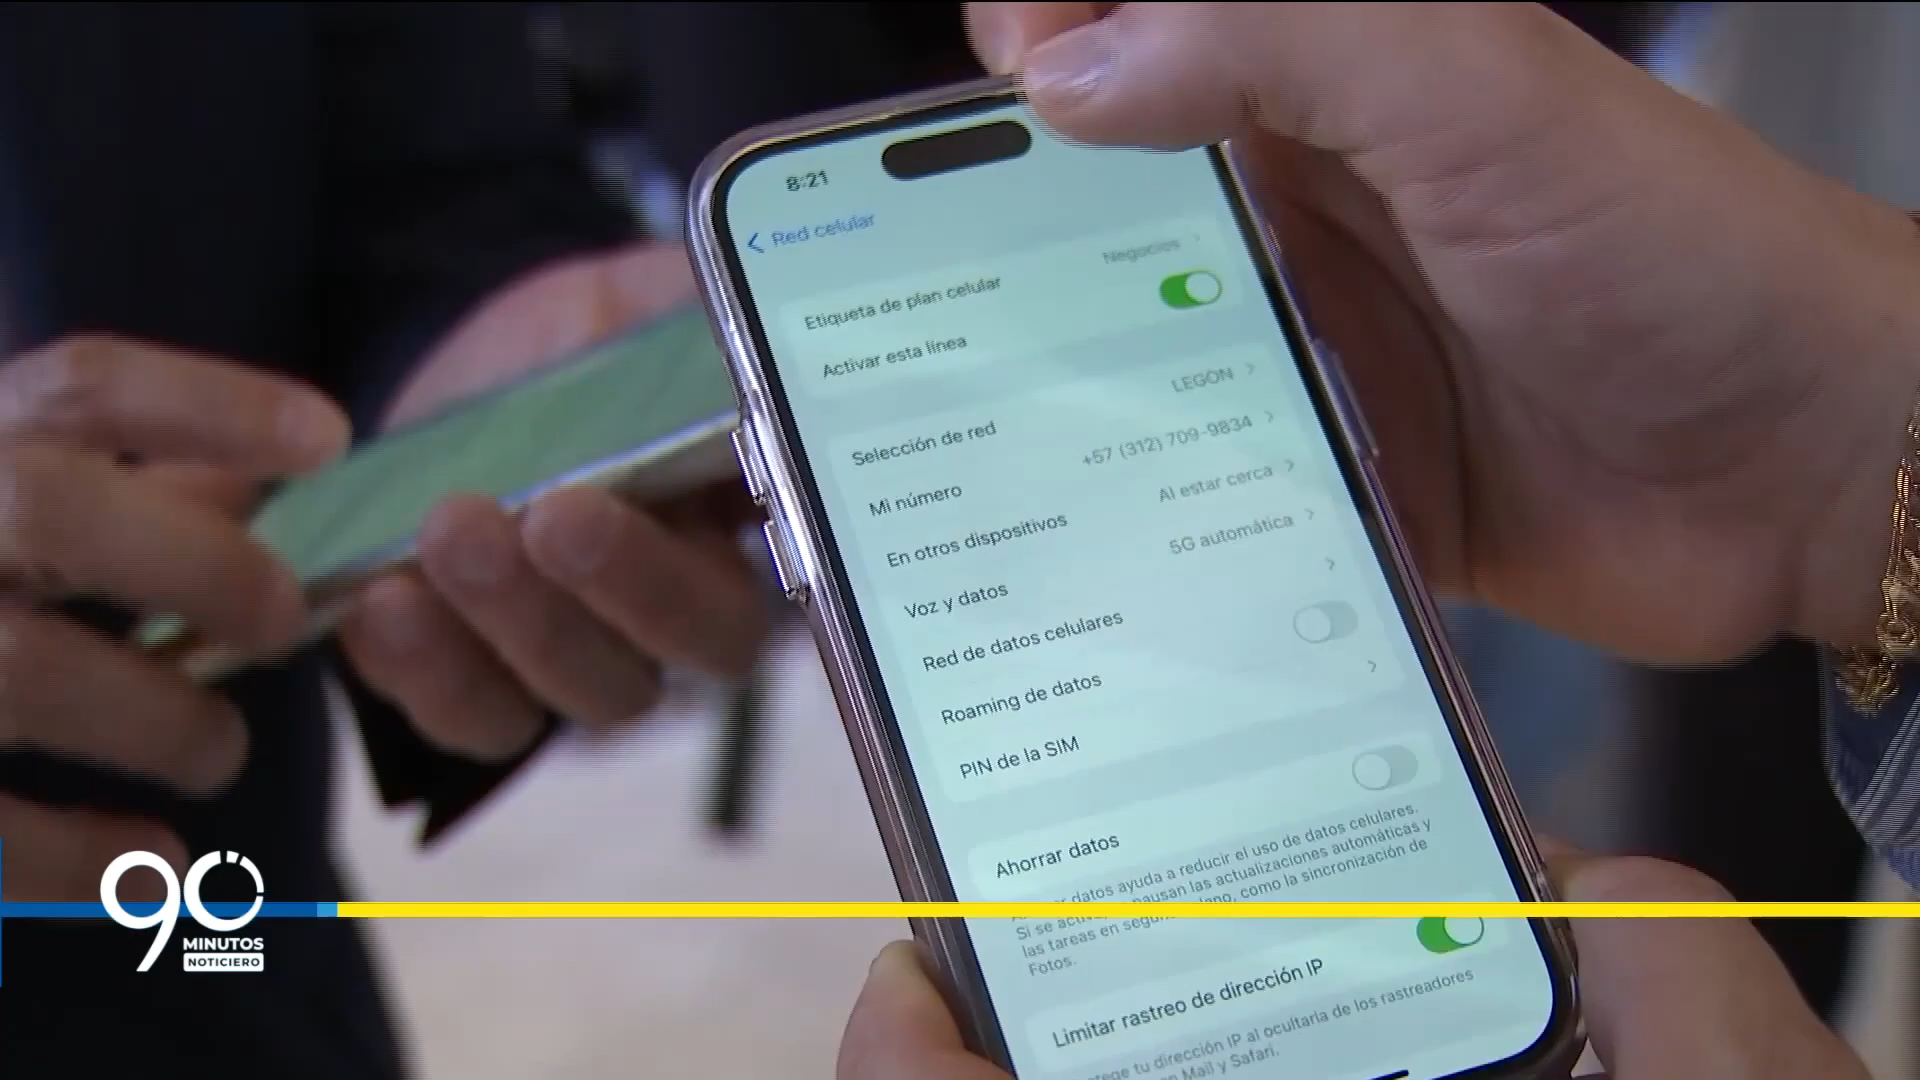 8:21
Red celular
Etiqueta de plan celular Negocios
Activar esta línea
Selección de red LEGON
Mi número +57 (312) 709-9834
En otros dispositivos Al estar cerca
Voz y datos 5G automática
Red de datos celulares
Roaming de datos
PIN de la SIM
Ahorrar datos
datos ayuda a reducir el uso de datos celulares.
Si se pausan las actualizaciones automáticas y
las tareas en como la sincronización de
Fotos.
Limitar rastreo de dirección IP
tu dirección IP al ocultarla de los rastreadores
en Mail y Safari.
90
MINUTOS
NOTICIERO